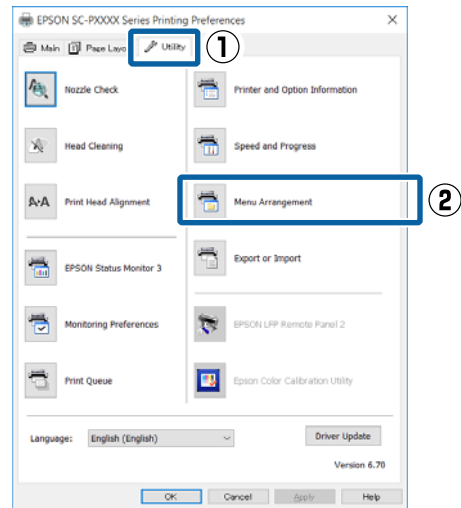 EPSON SC-PXXXX Series Printing Preferences
Main Page Layout Utility ①
Nozzle Check
Printer and Option Information
Head Cleaning
Speed and Progress
A·A Print Head Alignment
Menu Arrangement ②
EPSON Status Monitor 3
Export or Import
Monitoring Preferences
EPSON LFP Remote Panel 2
Print Queue
Epson Color Calibration Utility
Language: English (English)
Driver Update
Version 6.70
OK Cancel Apply Help